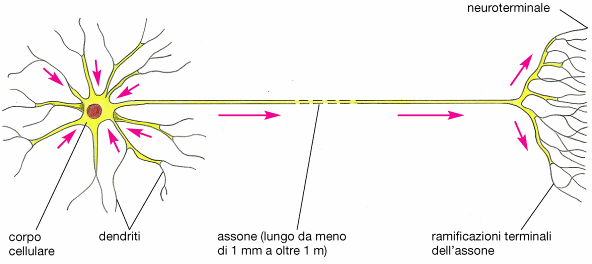 neuroterminale
corpo
cellulare
dendriti
assone (lungo da meno
di 1 mm a oltre 1 m)
ramificazioni terminali
dell'assone